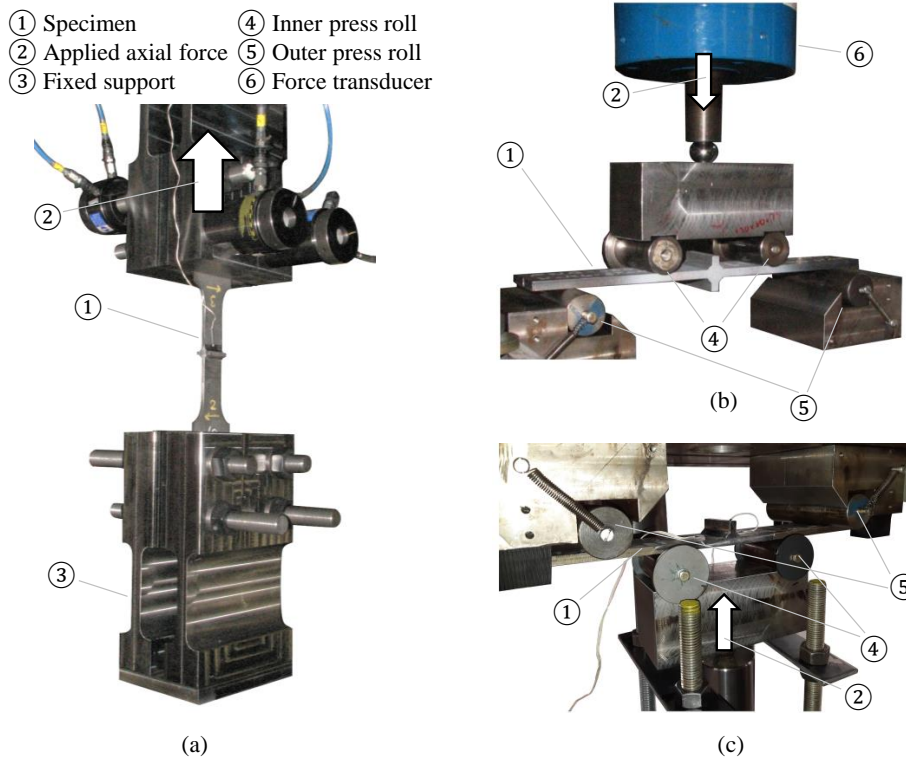 ① Specimen
② Applied axial force
③ Fixed support
④ Inner press roll
⑤ Outer press roll
⑥ Force transducer
②
①
③
(a)
⑥
②
①
④
⑤
(b)
①
⑤
④
②
(c)